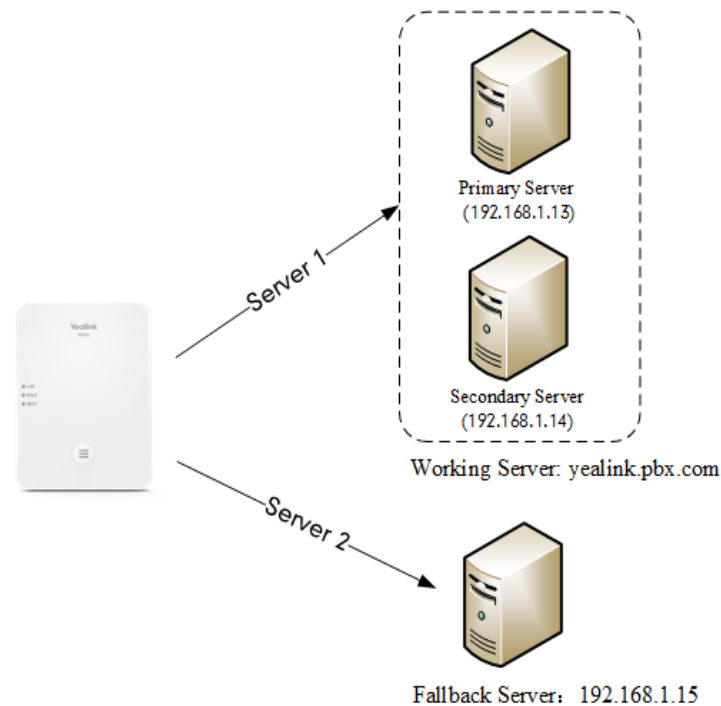 Primary Server
(192.168.1.13)
Server 1
Yealink
Secondary Server
(192.168.1.14)
Working Server: yealink.pbx.com
Server 2
Fallback Server: 192.168.1.15